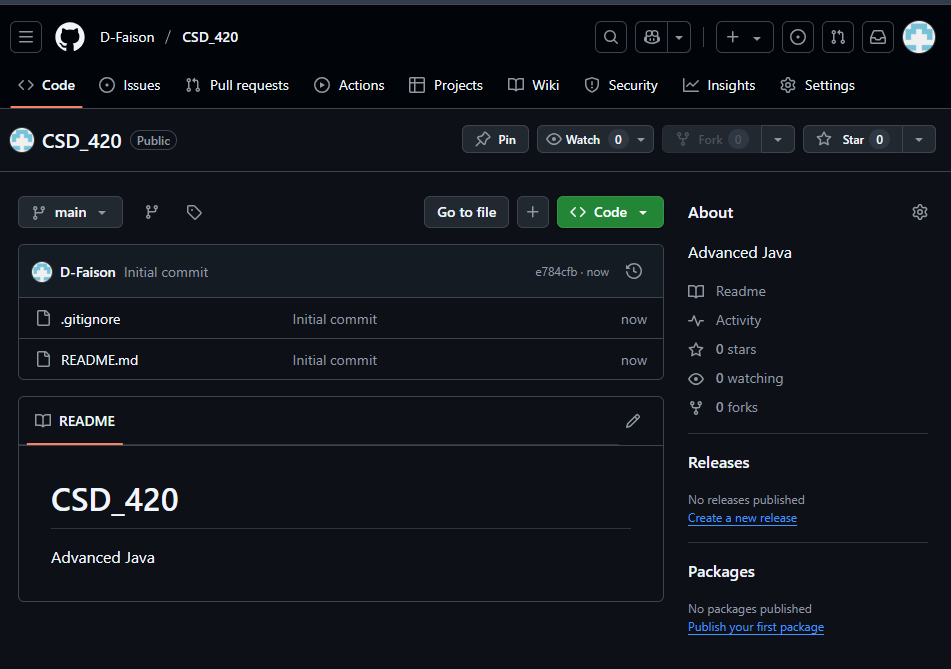 D-Faison / CSD_420
Code Issues Pull requests Actions Projects Wiki Security Insights Settings
CSD_420 Public Pin Watch 0 Fork 0 Star 0
main Go to file Code
D-Faison Initial commit e784cfb · now
.gitignore Initial commit now
README.md Initial commit now
README
CSD_420
Advanced Java
About
Advanced Java
Readme
Activity
0 stars
0 watching
0 forks
Releases
No releases published
Create a new release
Packages
No packages published
Publish your first package